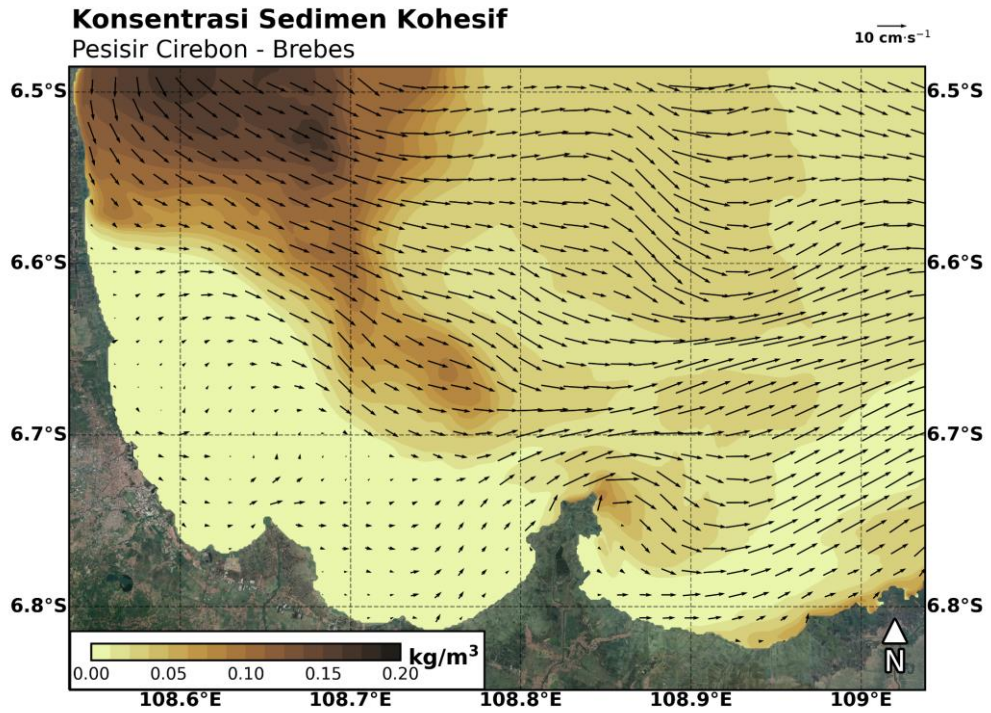 Konsentrasi Sedimen Kohesif
Pesisir Cirebon - Brebes
10 cm·s⁻¹
6.5°S 6.5°S
6.6°S 6.6°S
6.7°S 6.7°S
6.8°S 6.8°S
kg/m³
0.00 0.05 0.10 0.15 0.20
N
108.6°E 108.7°E 108.8°E 108.9°E 109°E